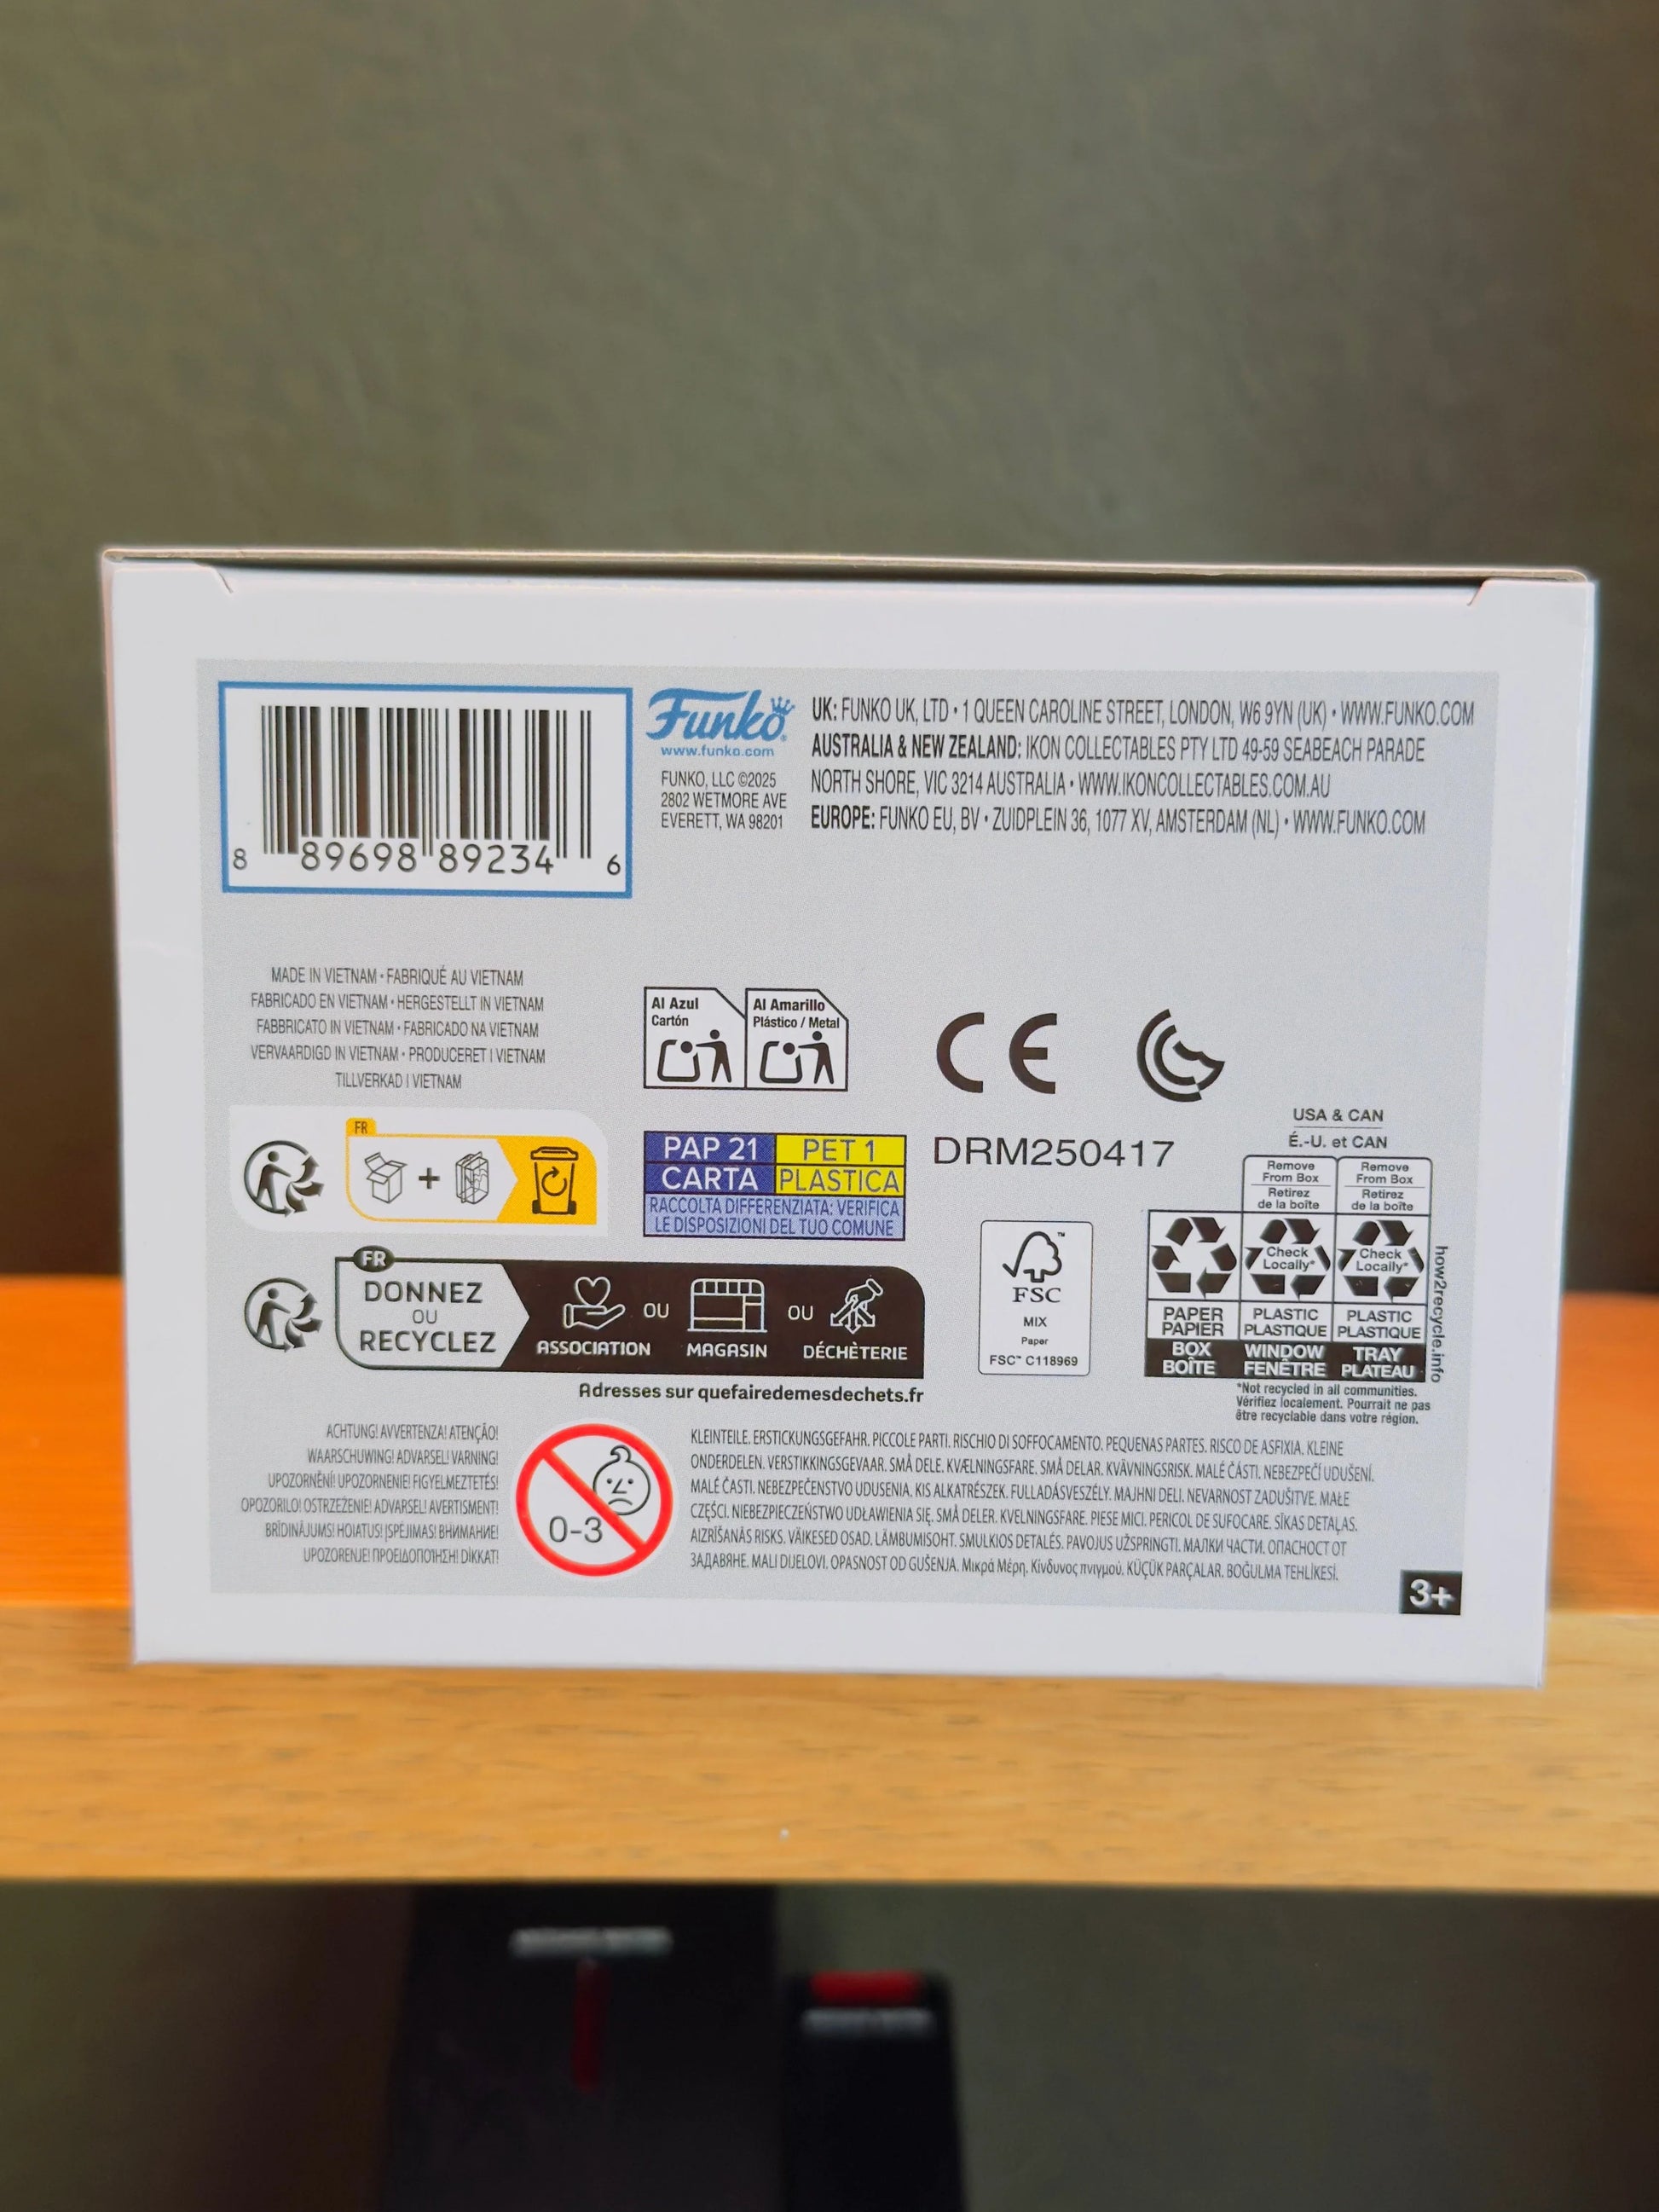 8 89698 89234 6
Funko
www.funko.com
FUNKO, LLC ©2025
2802 WETMORE AVE
EVERETT, WA 98201
UK: FUNKO UK, LTD • 1 QUEEN CAROLINE STREET, LONDON, W6 9YN (UK) • WWW.FUNKO.COM
AUSTRALIA & NEW ZEALAND: IKON COLLECTABLES PTY LTD 49-59 SEABEACH PARADE
NORTH SHORE, VIC 3214 AUSTRALIA • WWW.IKONCOLLECTABLES.COM.AU
EUROPE: FUNKO EU, BV • ZUIDPLEIN 36, 1077 XV, AMSTERDAM (NL) • WWW.FUNKO.COM
MADE IN VIETNAM • FABRIQUÉ AU VIETNAM
FABRICADO EN VIETNAM • HERGESTELLT IN VIETNAM
FABBRICATO IN VIETNAM • FABRICADO NA VIETNAM
VERVAARDIGD IN VIETNAM • PRODUCERET I VIETNAM
TILLVERKAD I VIETNAM
Al Azul
Cartón
Al Amarillo
Plástico / Metal
CE
FR
PAP 21
CARTA
PET 1
PLASTICA
RACCOLTA DIFFERENZIATA: VERIFICA
LE DISPOSIZIONI DEL TUO COMUNE
DRM250417
USA & CAN
É.-U. et CAN
Remove
From Box
Retirez
de la boîte
Remove
From Box
Retirez
de la boîte
Check
Locally*
Check
Locally*
PAPER
PAPIER
PLASTIC
PLASTIQUE
PLASTIC
PLASTIQUE
BOX
BOÎTE
WINDOW
FENÊTRE
TRAY
PLATEAU
how2recycle.info
*Not recycled in all communities.
Vérifiez localement. Pourrait ne pas
être recyclable dans votre région.
FR
DONNEZ
OU
RECYCLEZ
ASSOCIATION
OU
MAGASIN
OU
DÉCHÈTERIE
Adresses sur quefairedemesdechets.fr
FSC™
MIX
Paper
FSC™ C118969
ACHTUNG! AVVERTENZA! ATENÇÃO!
WAARSCHUWING! ADVARSEL! VARNING!
UPOZORNĚNÍ! UPOZORNENIE! FIGYELMEZTETÉS!
OPOZORILO! OSTRZEŻENIE! ADVARSEL! AVERTISMENT!
BRĪDINĀJUMS! HOIATUS! ĮSPĖJIMAS! ВНИМАНИЕ!
UPOZORENJE! ΠΡΟΕΙΔΟΠΟΊΗΣΗ! DİKKAT!
0-3
KLEINTEILE. ERSTICKUNGSGEFAHR. PICCOLE PARTI. RISCHIO DI SOFFOCAMENTO. PEQUENAS PARTES. RISCO DE ASFIXIA. KLEINE
ONDERDELEN. VERSTIKKINGSGEVAAR. SMÅ DELE. KVÆLNINGSFARE. SMÅ DELAR. KVÄVNINGSRISK. MALÉ ČÁSTI. NEBEZPEČÍ UDUŠENÍ.
MALÉ ČASTI. NEBEZPEČENSTVO UDUSENIA. KIS ALKATRÉSZEK. FULLADÁSVESZÉLY. MAJHNI DELI. NEVARNOST ZADUŠITVE. MAŁE
CZĘŚCI. NIEBEZPIECZEŃSTWO UDŁAWIENIA SIĘ. SMÅ DELER. KVELNINGSFARE. PIESE MICI. PERICOL DE SUFOCARE. SĪKAS DETAĻAS.
AIZRĪŠANĀS RISKS. VÄIKESED OSAD. LÄMBUMISOHT. SMULKIOS DETALĖS. PAVOJUS UŽSPRINGTI. МАЛКИ ЧАСТИ. ОПАСНОСТ ОТ
ЗАДАВЯНЕ. MALI DIJELOVI. OPASNOST OD GUŠENJA. Μικρά Μέρη. Κίνδυνος πνιγμού. KÜÇÜK PARÇALAR. BOĞULMA TEHLİKESİ.
3+